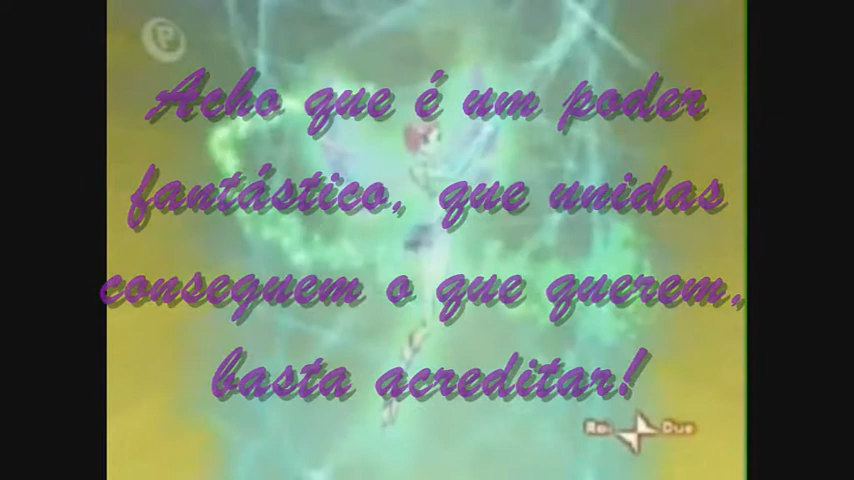 Acho que é um poder
fantástico, que unidas
conseguem o que querem,
basta acreditar!
Rai Due